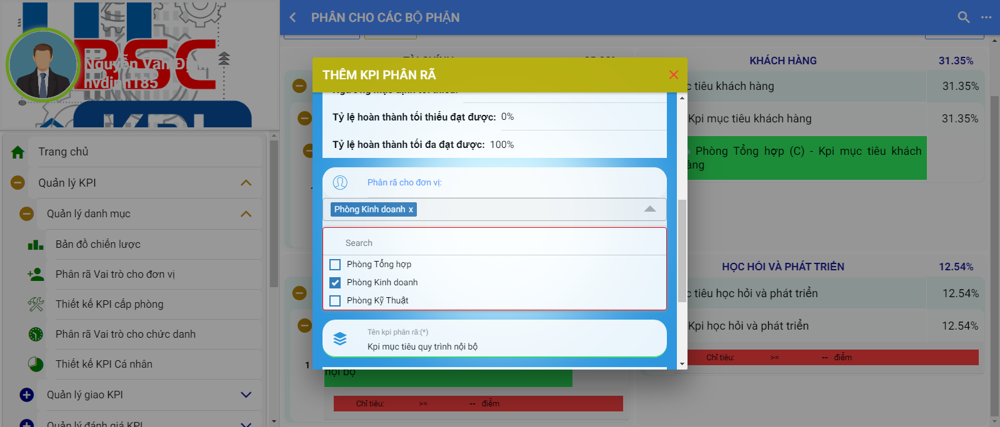 BSC
KPI
Nguyễn Văn
nvdinh185
Trang chủ
Quản lý KPI
Quản lý danh mục
Bản đồ chiến lược
Phân rã Vai trò cho đơn vị
Thiết kế KPI cấp phòng
Phân rã Vai trò cho chức danh
Thiết kế KPI Cá nhân
Quản lý giao KPI
Quản lý đánh giá KPI
PHÂN CHO CÁC BỘ PHẬN
KHÁCH HÀNG 31.35%
tiêu khách hàng 31.35%
Kpi mục tiêu khách hàng 31.35%
Phòng Tổng hợp (C) - Kpi mục tiêu khách
HỌC HỎI VÀ PHÁT TRIỂN 12.54%
tiêu học hỏi và phát triển 12.54%
Kpi học hỏi và phát triển 12.54%
Chỉ tiêu: >= -- điểm
THÊM KPI PHÂN RÃ
Tỷ lệ hoàn thành tối thiểu đạt được: 0%
Tỷ lệ hoàn thành tối đa đạt được: 100%
Phân rã cho đơn vị:
Phòng Kinh doanh x
Search
Phòng Tổng hợp
Phòng Kinh doanh
Phòng Kỹ Thuật
Tên kpi phân rã:(*)
Kpi mục tiêu quy trình nội bộ
1
nội bộ
Chỉ tiêu: >= -- điểm